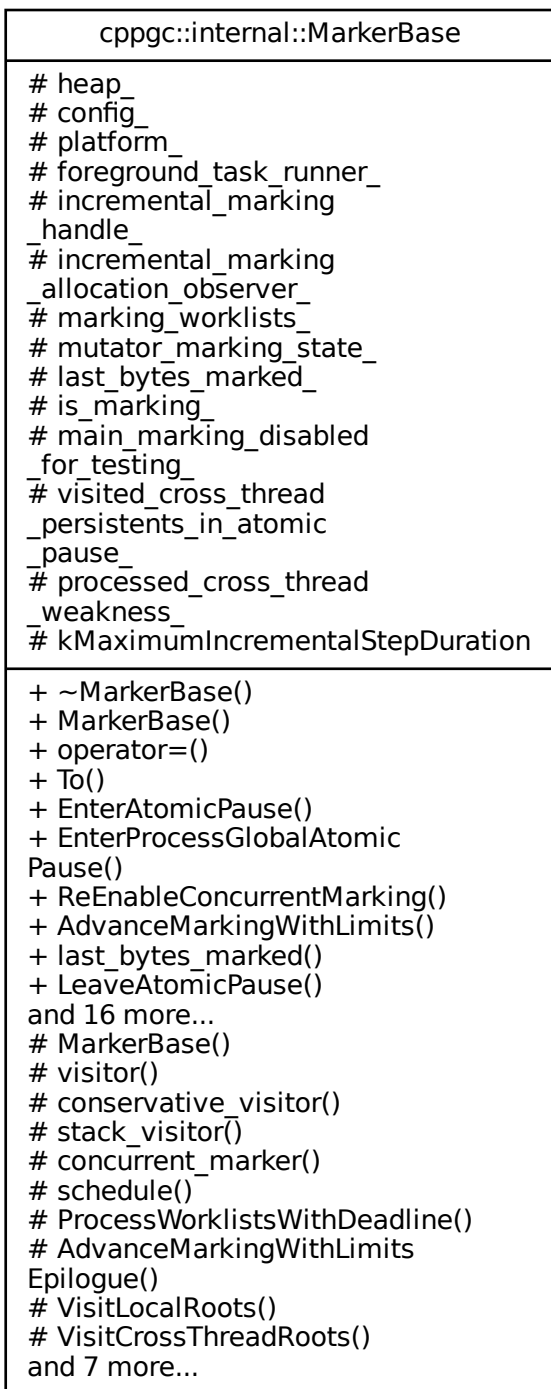 cppgc::internal::MarkerBase
# heap_
# config_
# platform_
# foreground_task_runner_
# incremental_marking
_handle_
# incremental_marking
_allocation_observer_
# marking_worklists_
# mutator_marking_state_
# last_bytes_marked_
# is_marking_
# main_marking_disabled
_for_testing_
# visited_cross_thread
_persistents_in_atomic
_pause_
# processed_cross_thread
_weakness_
# kMaximumIncrementalStepDuration
+ ~MarkerBase()
+ MarkerBase()
+ operator=()
+ To()
+ EnterAtomicPause()
+ EnterProcessGlobalAtomic
Pause()
+ ReEnableConcurrentMarking()
+ AdvanceMarkingWithLimits()
+ last_bytes_marked()
+ LeaveAtomicPause()
and 16 more...
# MarkerBase()
# visitor()
# conservative_visitor()
# stack_visitor()
# concurrent_marker()
# schedule()
# ProcessWorklistsWithDeadline()
# AdvanceMarkingWithLimits
Epilogue()
# VisitLocalRoots()
# VisitCrossThreadRoots()
and 7 more...